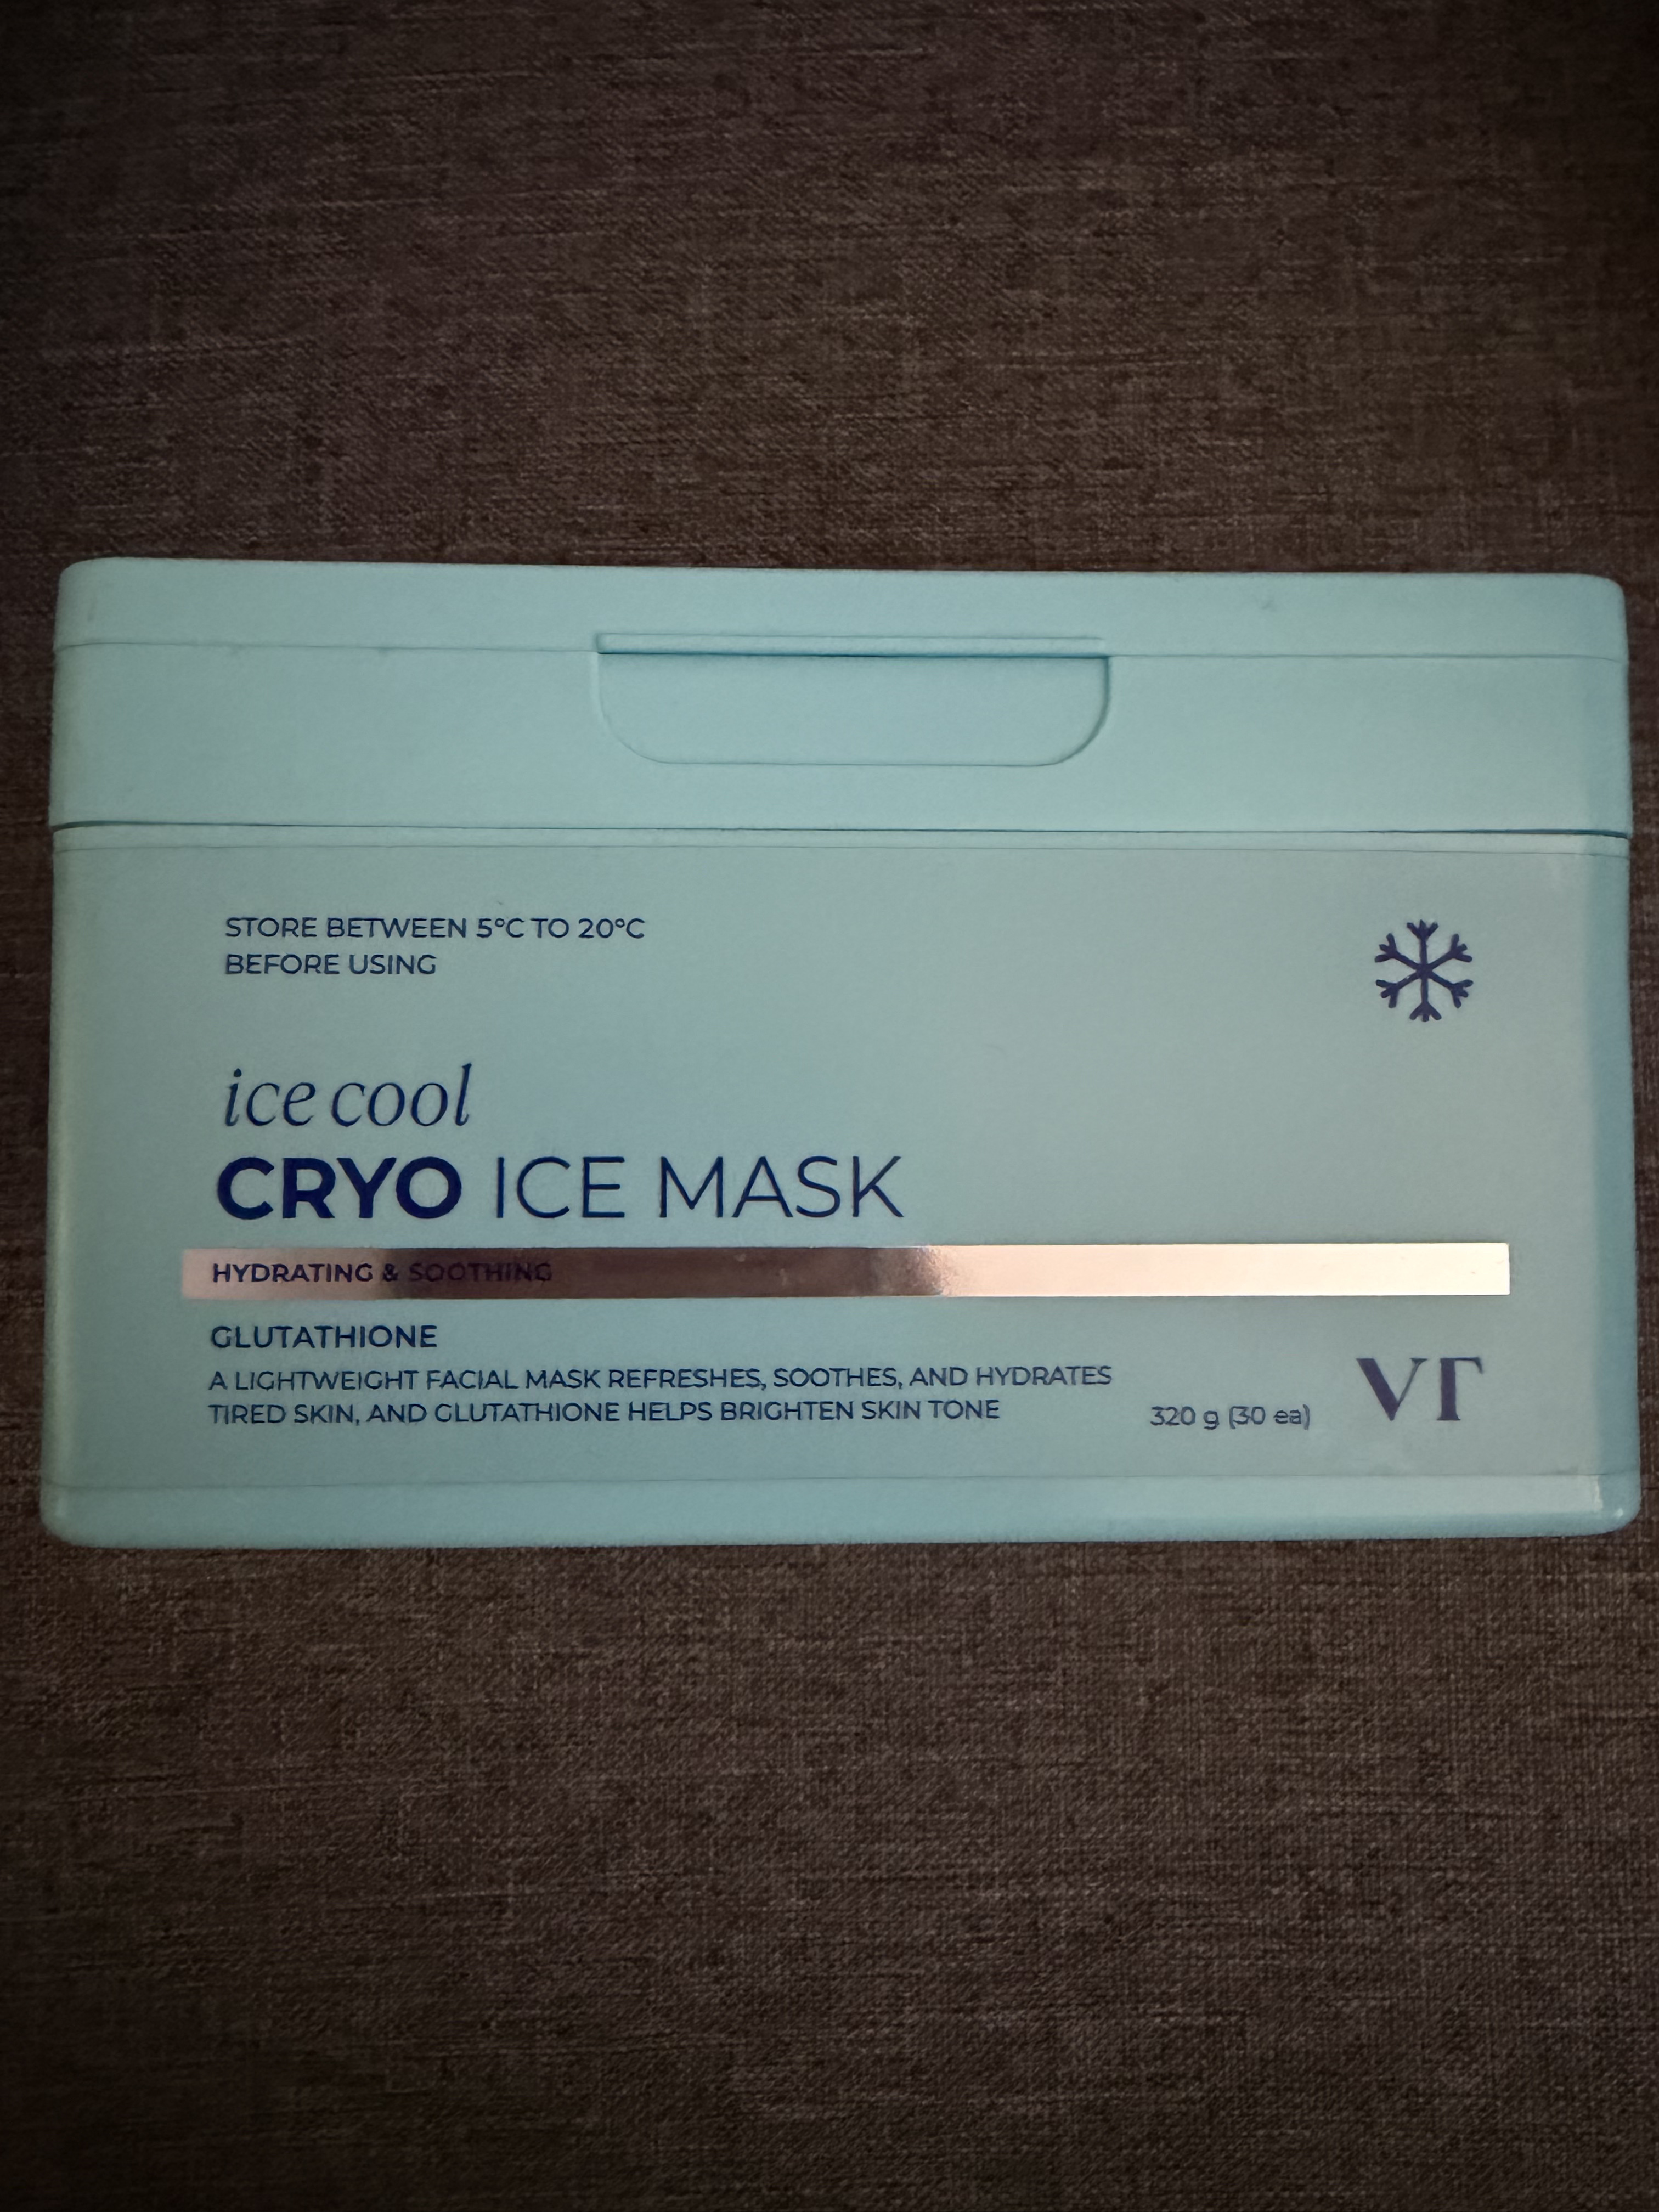 STORE BETWEEN 5°C TO 20°C
BEFORE USING
ice cool
CRYO ICE MASK
HYDRATING & SOOTHING
GLUTATHIONE
A LIGHTWEIGHT FACIAL MASK REFRESHES, SOOTHES, AND HYDRATES
TIRED SKIN, AND GLUTATHIONE HELPS BRIGHTEN SKIN TONE
320 g (30 ea)
VT